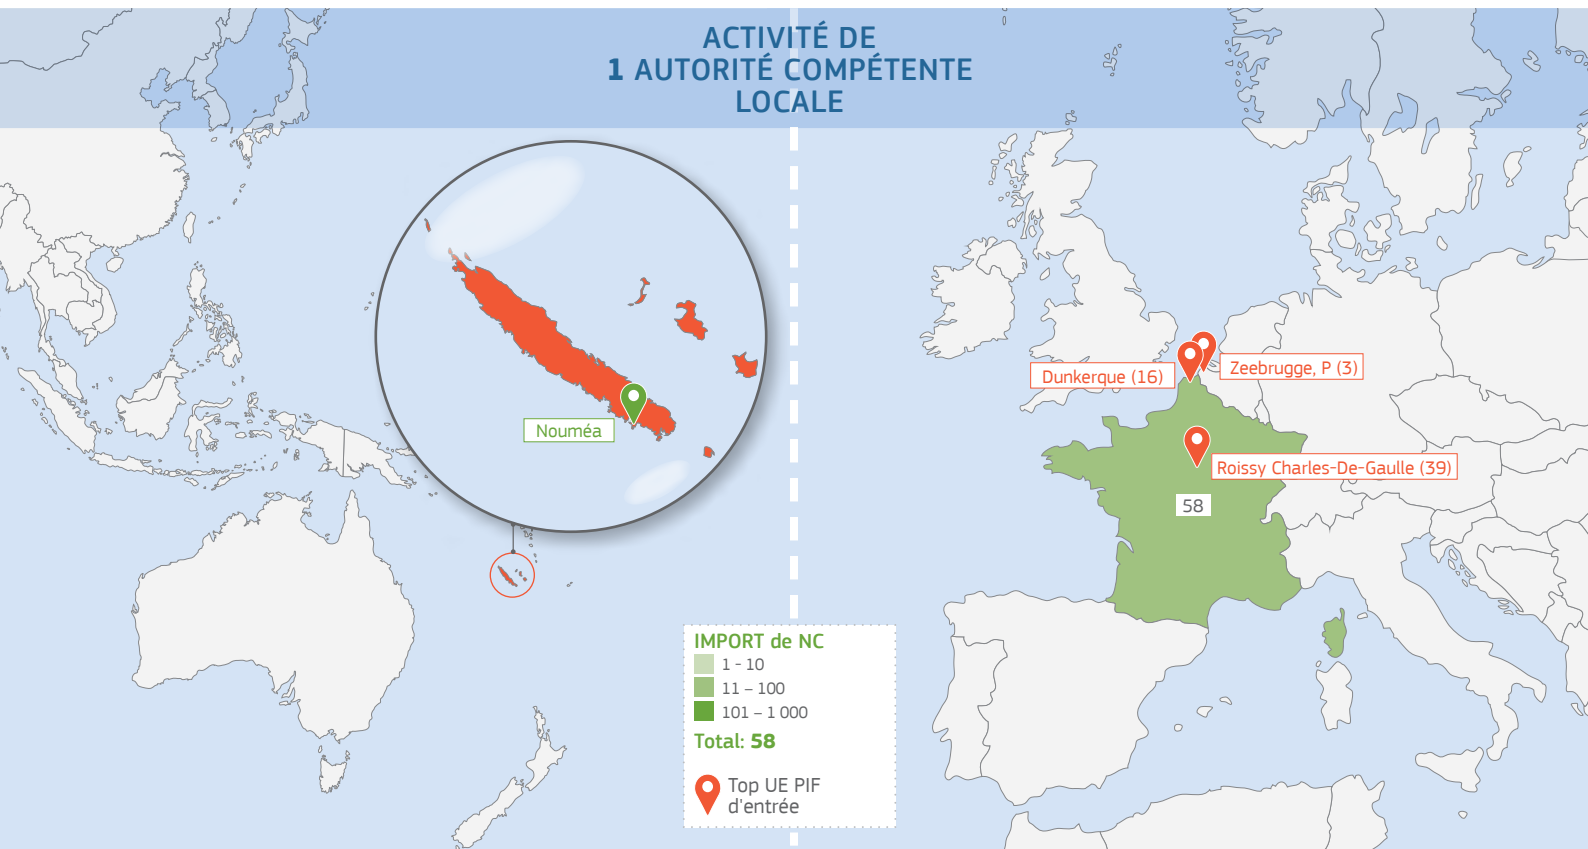 ACTIVITÉ DE
1 AUTORITÉ COMPÉTENTE
LOCALE
Nouméa
Dunkerque (16)
Zeebrugge, P (3)
Roissy Charles-De-Gaulle (39)
58
IMPORT de NC
1 - 10
11 – 100
101 – 1 000
Total: 58
Top UE PIF
d'entrée